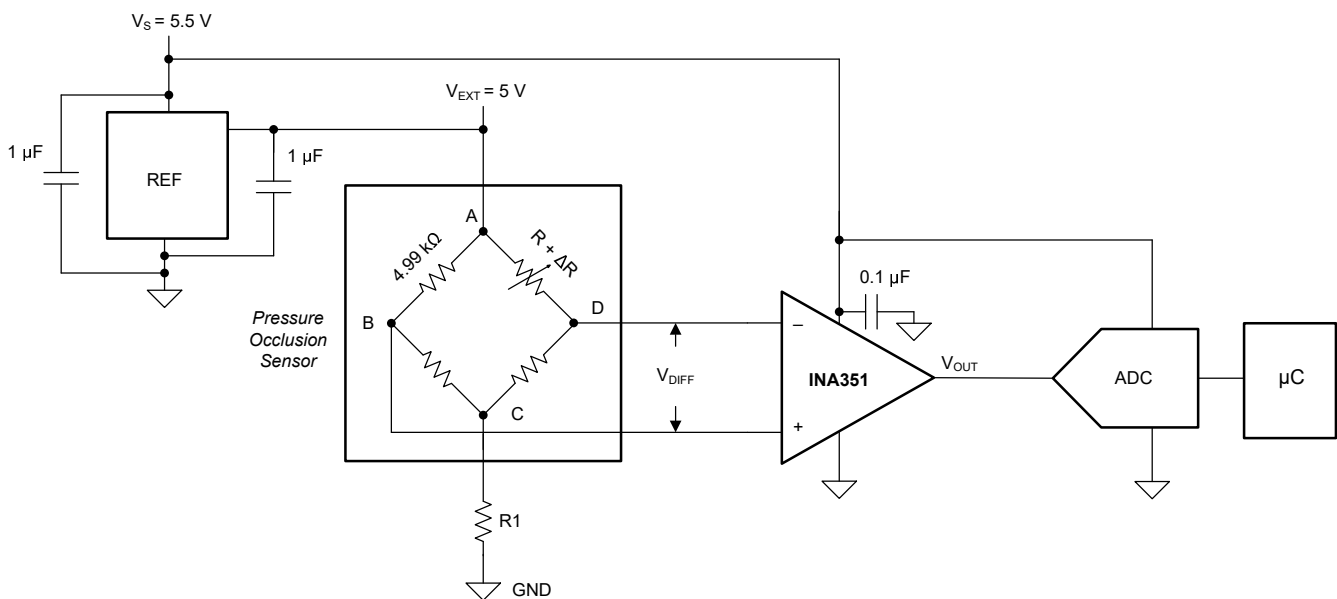 V_S = 5.5 V
V_EXT = 5 V
1 µF
REF
1 µF
A
4.99 kΩ
R + ΔR
B
D
C
Pressure
Occlusion
Sensor
V_DIFF
0.1 µF
–
+
INA351
V_OUT
ADC
µC
R1
GND